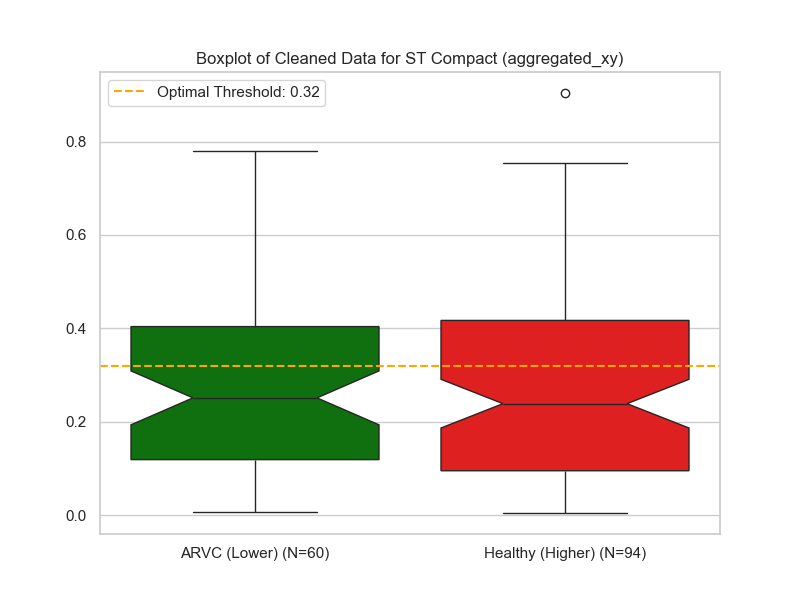 Boxplot of Cleaned Data for ST Compact (aggregated_xy)
Optimal Threshold: 0.32
0.8
0.6
0.4
0.2
0.0
ARVC (Lower) (N=60)
Healthy (Higher) (N=94)